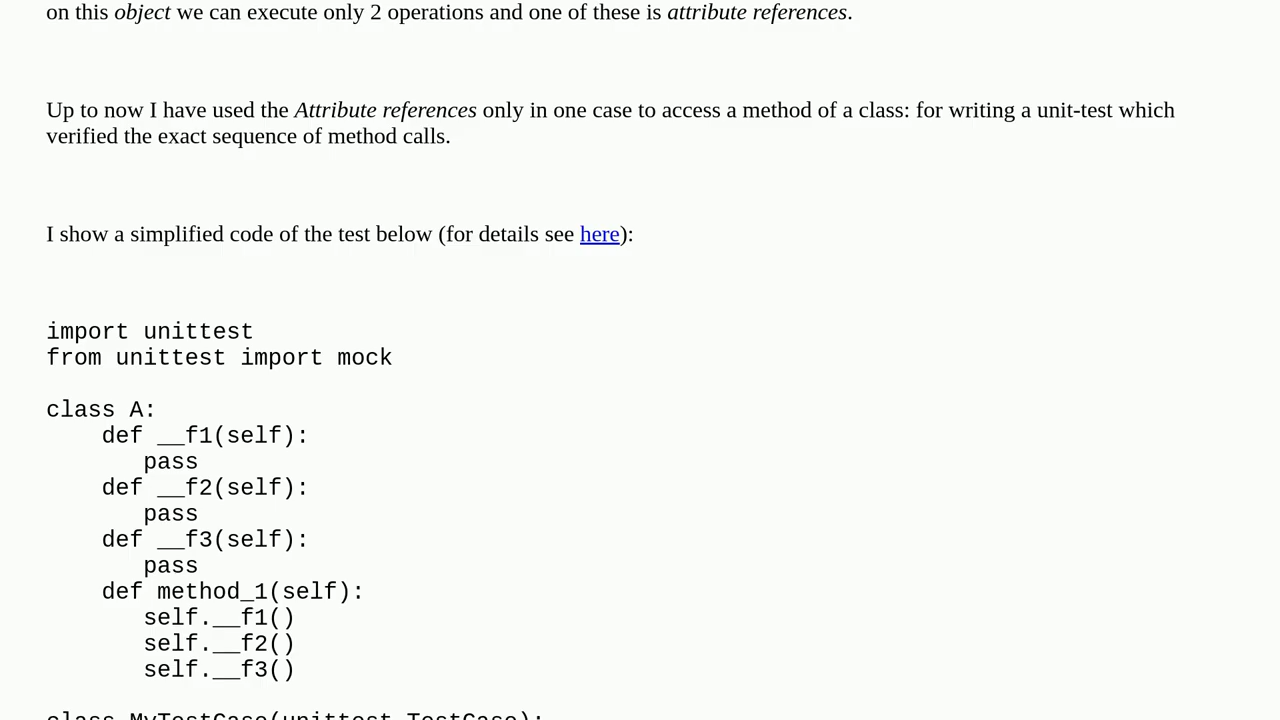 on this object we can execute only 2 operations and one of these is attribute references.
Up to now I have used the Attribute references only in one case to access a method of a class: for writing a unit-test which
verified the exact sequence of method calls.
I show a simplified code of the test below (for details see here):
import unittest
from unittest import mock
class A:
    def __f1(self):
       pass
    def __f2(self):
       pass
    def __f3(self):
       pass
    def method_1(self):
       self.__f1()
       self.__f2()
       self.__f3()
class MyTestCase(unittest.TestCase):